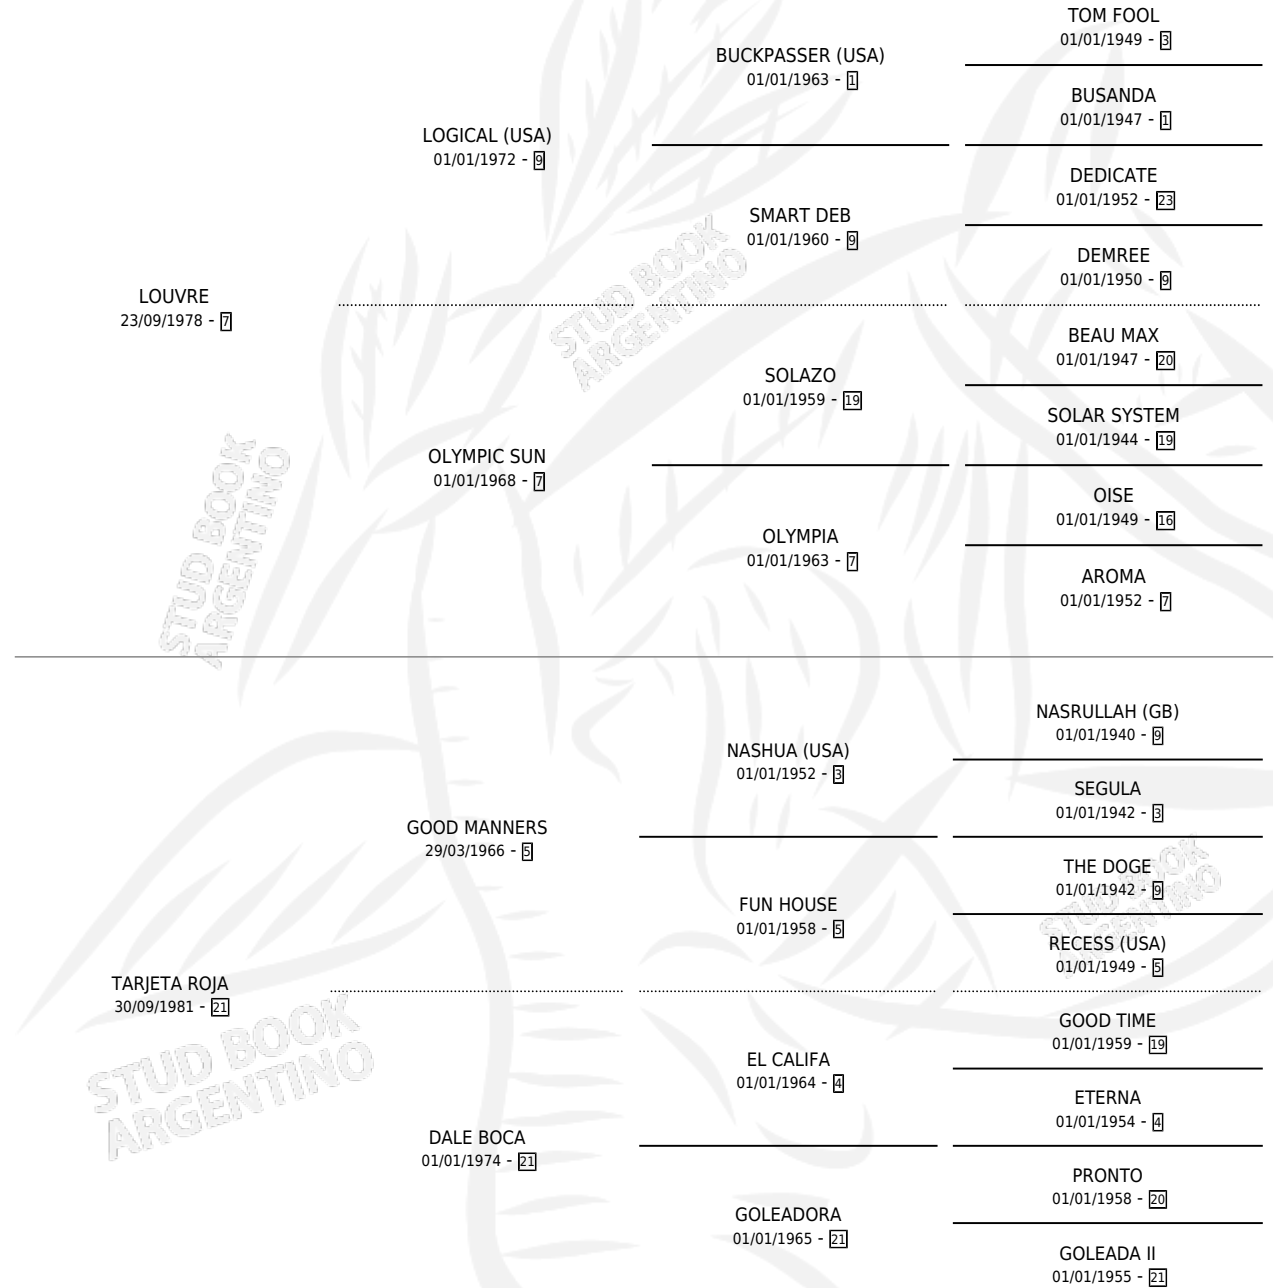 TOM FOOL
01/01/1949 - 3
BUCKPASSER (USA)
01/01/1963 - 1
BUSANDA
01/01/1947 - 1
LOGICAL (USA)
01/01/1972 - 9
DEDICATE
01/01/1952 - 23
SMART DEB
01/01/1960 - 9
DEMREE
01/01/1950 - 9
LOUVRE
23/09/1978 - 7
BEAU MAX
01/01/1947 - 20
SOLAZO
01/01/1959 - 19
SOLAR SYSTEM
01/01/1944 - 19
OLYMPIC SUN
01/01/1968 - 7
OISE
01/01/1949 - 16
OLYMPIA
01/01/1963 - 7
AROMA
01/01/1952 - 7
NASRULLAH (GB)
01/01/1940 - 9
NASHUA (USA)
01/01/1952 - 3
SEGULA
01/01/1942 - 3
GOOD MANNERS
29/03/1966 - 5
THE DOGE
01/01/1942 - 9
FUN HOUSE
01/01/1958 - 5
RECESS (USA)
01/01/1949 - 5
TARJETA ROJA
30/09/1981 - 21
GOOD TIME
01/01/1959 - 19
EL CALIFA
01/01/1964 - 4
ETERNA
01/01/1954 - 4
DALE BOCA
01/01/1974 - 21
PRONTO
01/01/1958 - 20
GOLEADORA
01/01/1965 - 21
GOLEADA II
01/01/1955 - 21
STUD BOOK
ARGENTINO
STUD BOOK
ARGENTINO
STUD BOOK
ARGENTINO
STUD BOOK
ARGENTINO